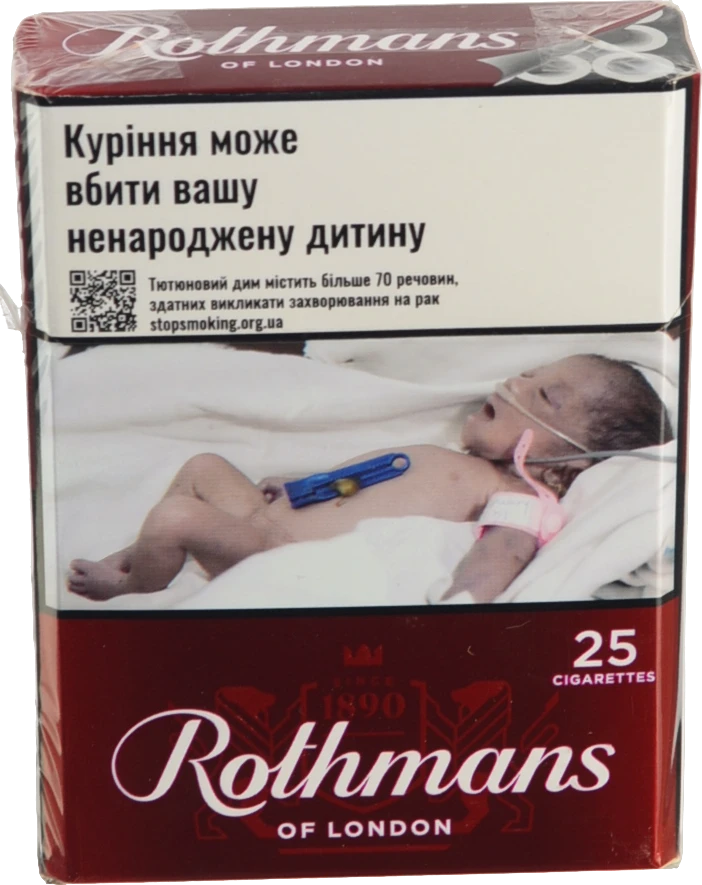 Rothmans
OF LONDON
Куріння може
вбити вашу
ненароджену дитину
Тютюновий дим містить більше 70 речовин,
здатних викликати захворювання на рак
stopsmoking.org.ua
25
CIGARETTES
SINCE
1890
Rothmans
OF LONDON